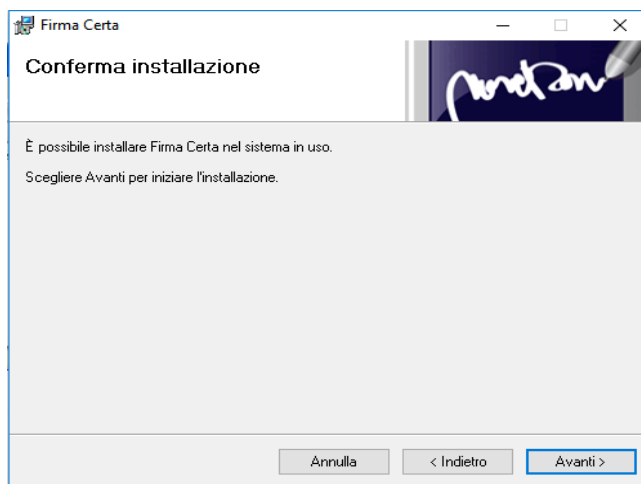 Firma Certa
Conferma installazione
È possibile installare Firma Certa nel sistema in uso.
Scegliere Avanti per iniziare l'installazione.
Annulla
< Indietro
Avanti >